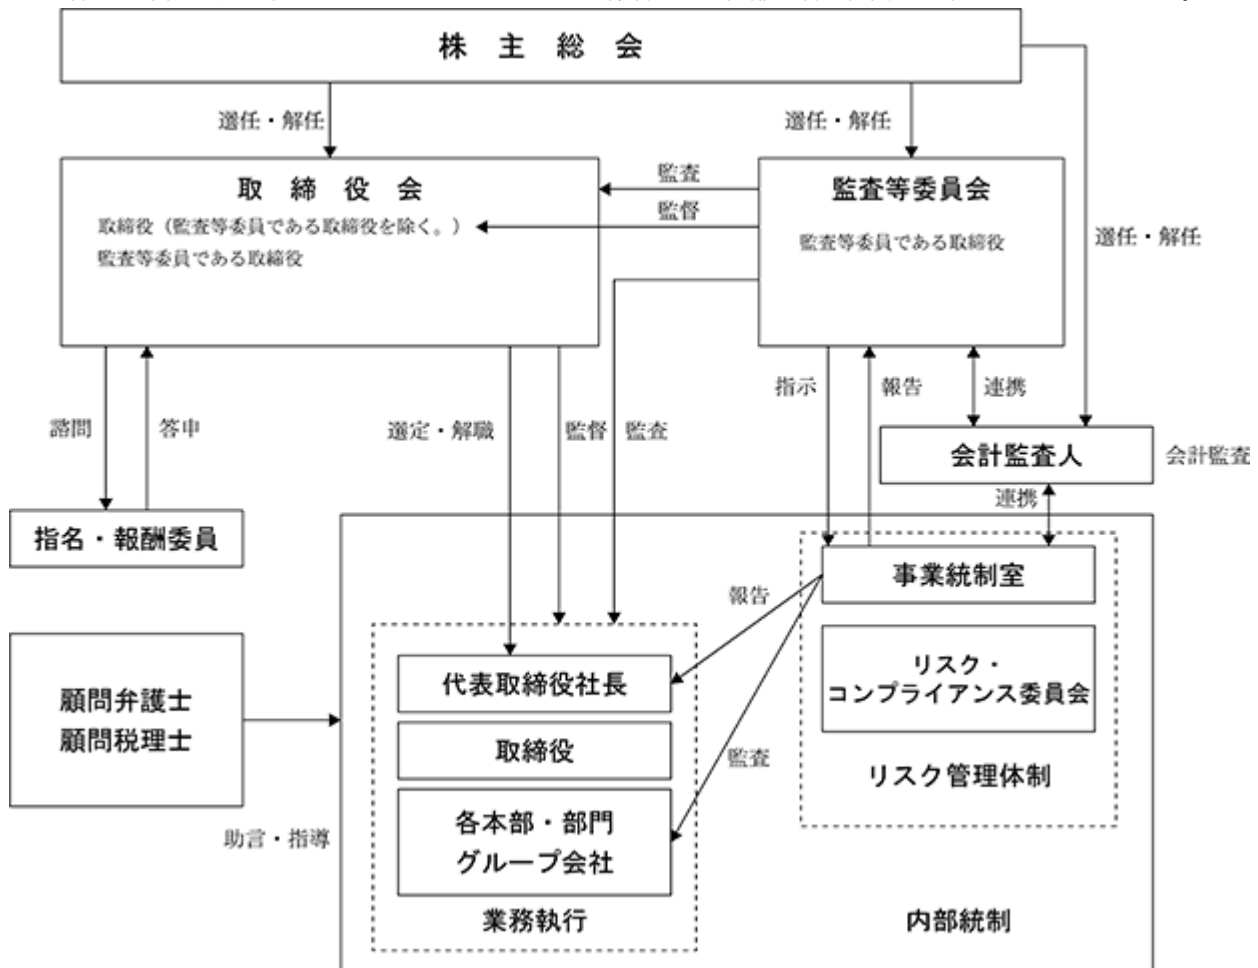 株主総会
選任・解任
選任・解任
取締役会
取締役（監査等委員である取締役を除く。）
監査等委員である取締役
監査
監督
監査等委員会
監査等委員である取締役
選任・解任
諮問
答申
選定・解職
監督
監査
指示
報告
連携
会計監査人
会計監査
連携
指名・報酬委員
事業統制室
報告
リスク・
コンプライアンス委員会
リスク管理体制
顧問弁護士
顧問税理士
助言・指導
代表取締役社長
取締役
監査
各本部・部門
グループ会社
業務執行
内部統制